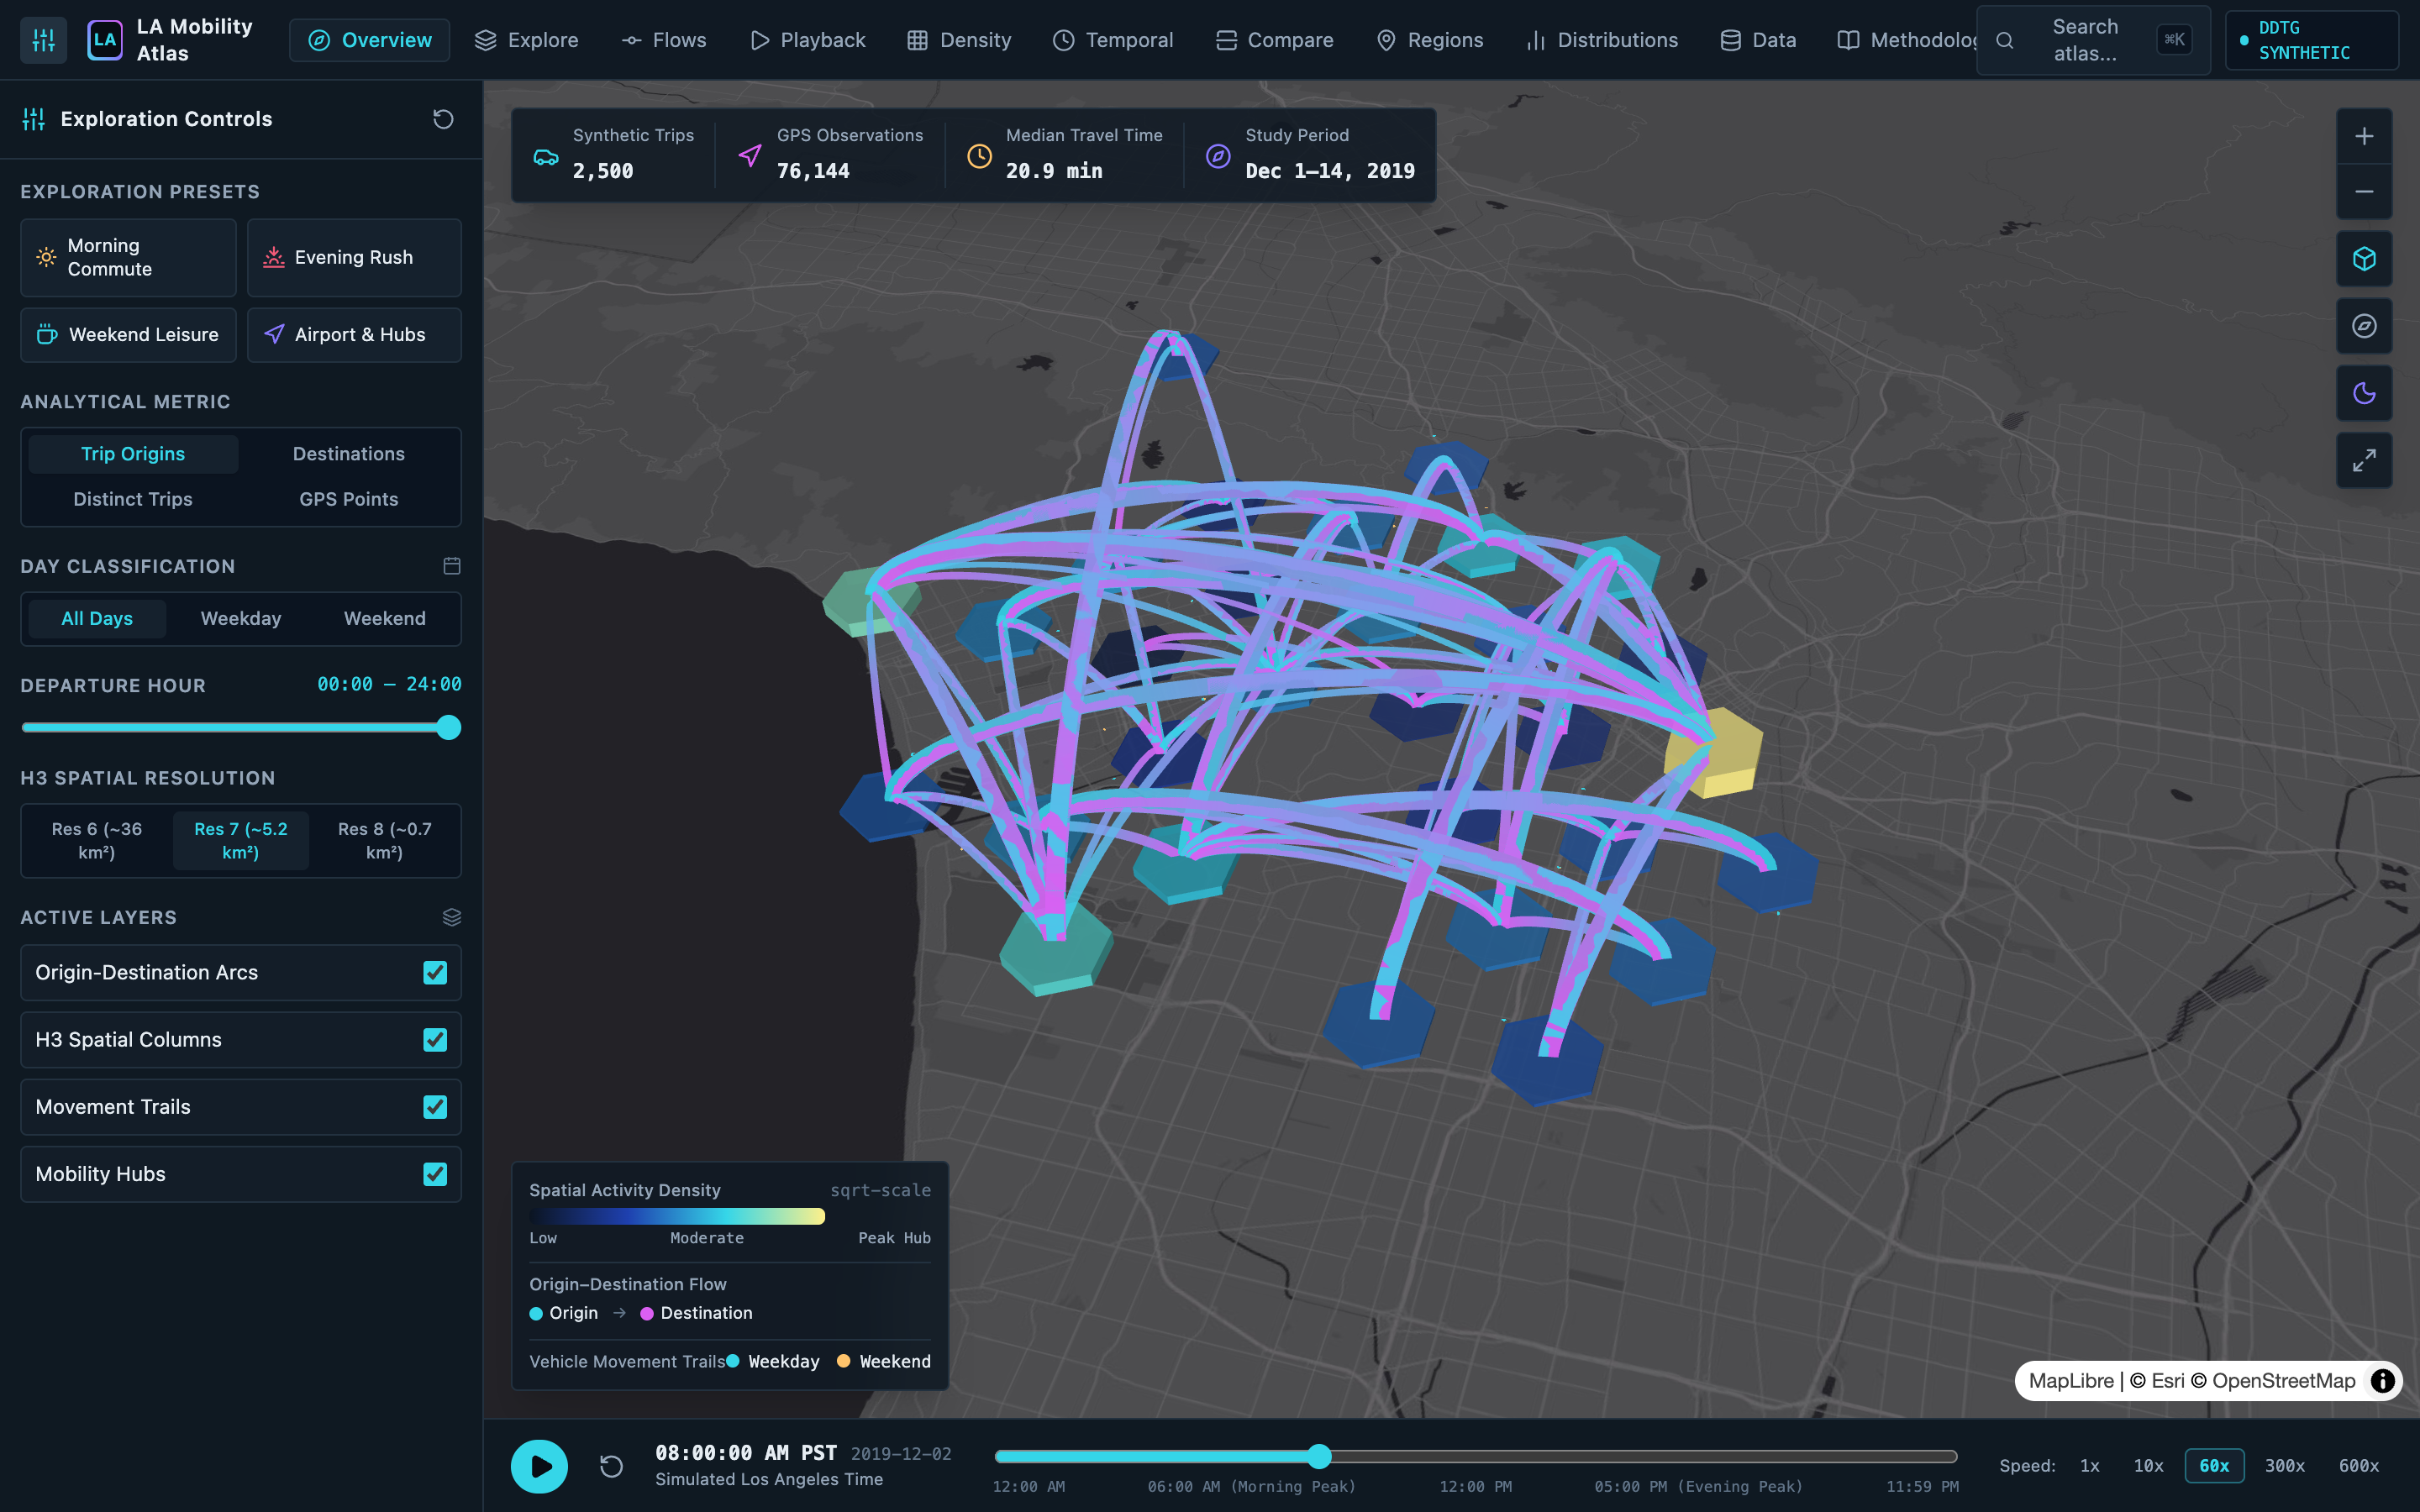 LA
LA Mobility
Atlas
Overview
Explore
Flows
Playback
Density
Temporal
Compare
Regions
Distributions
Data
Methodolog
Search
atlas...
⌘K
DDTG
SYNTHETIC
Exploration Controls
EXPLORATION PRESETS
Morning
Commute
Evening Rush
Weekend Leisure
Airport & Hubs
ANALYTICAL METRIC
Trip Origins
Destinations
Distinct Trips
GPS Points
DAY CLASSIFICATION
All Days
Weekday
Weekend
DEPARTURE HOUR
00:00 – 24:00
H3 SPATIAL RESOLUTION
Res 6 (~36
km²)
Res 7 (~5.2
km²)
Res 8 (~0.7
km²)
ACTIVE LAYERS
Origin-Destination Arcs
H3 Spatial Columns
Movement Trails
Mobility Hubs
Synthetic Trips
2,500
GPS Observations
76,144
Median Travel Time
20.9 min
Study Period
Dec 1–14, 2019
Spatial Activity Density
sqrt-scale
Low
Moderate
Peak Hub
Origin–Destination Flow
Origin → Destination
Vehicle Movement Trails
Weekday
Weekend
MapLibre | © Esri © OpenStreetMap
08:00:00 AM PST 2019-12-02
Simulated Los Angeles Time
12:00 AM
06:00 AM (Morning Peak)
12:00 PM
05:00 PM (Evening Peak)
11:59 PM
Speed:
1x
10x
60x
300x
600x